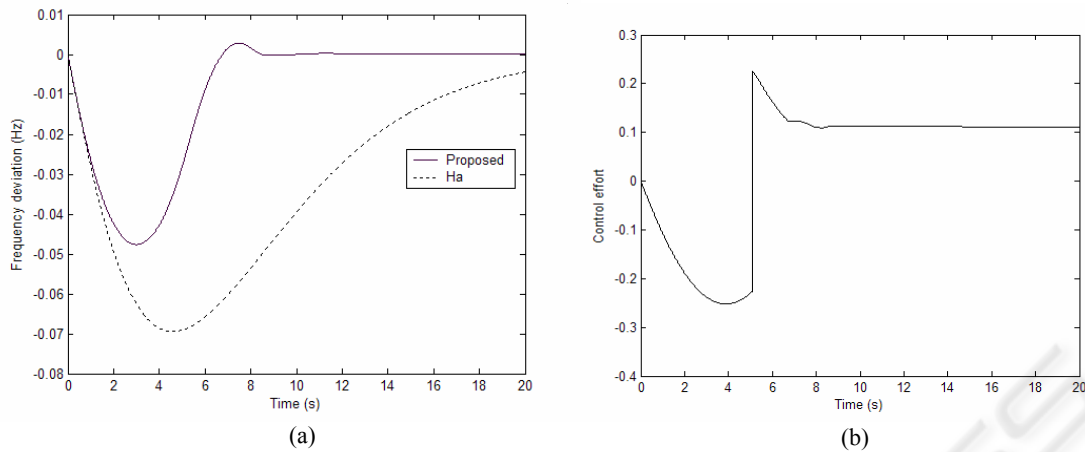 0.01
0
-0.01
-0.02
-0.03
-0.04
-0.05
-0.06
-0.07
-0.08
Frequency deviation (Hz)
0 2 4 6 8 10 12 14 16 18 20
Time (s)
Proposed
Ha
(a)
0.3
0.2
0.1
0
-0.1
-0.2
-0.3
-0.4
Control effort
0 2 4 6 8 10 12 14 16 18 20
Time (s)
(b)